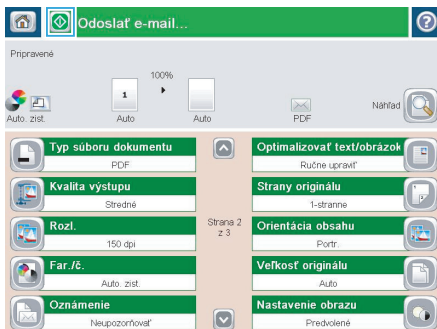 Odoslať e-mail...
Pripravené
100%
1
Auto. zist.
Auto
Auto
PDF
Náhľad
Typ súboru dokumentu
PDF
Optimalizovať text/obrázok
Ručne upraviť
Kvalita výstupu
Stredné
Strany originálu
1-stranne
Rozl.
150 dpi
Strana 2
z 3
Orientácia obsahu
Portr.
Far./č.
Auto. zist.
Veľkosť originálu
Auto
Oznámenie
Neupozorňovať
Nastavenie obrazu
Predvolené